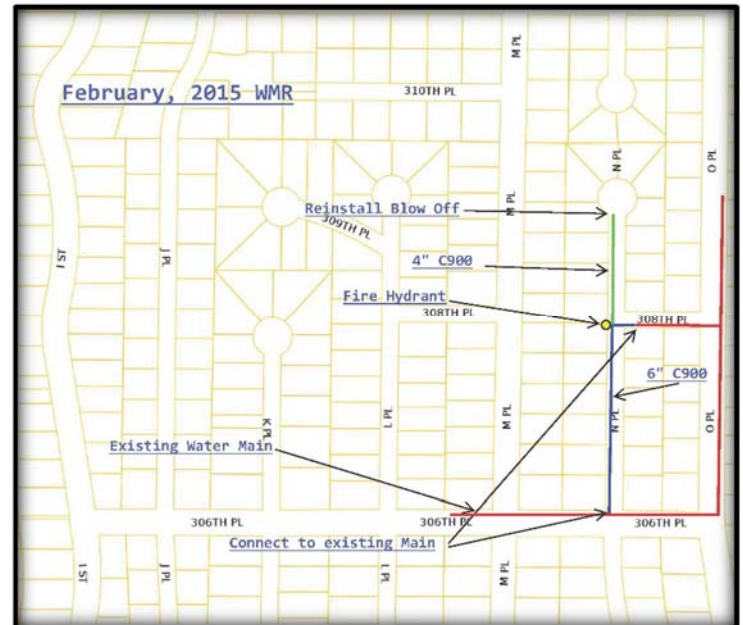 M PL
February, 2015 WMR
310TH PL
N PL
O PL
Reinstall Blow Off
M PL
309TH PL
I ST
J PL
4" C900
Fire Hydrant
308TH PL
308TH PL
6" C900
K PL
L PL
M PL
N PL
O PL
Existing Water Main
306TH PL
306TH PL
306TH PL
Connect to existing Main
I ST
J PL
L PL
M PL